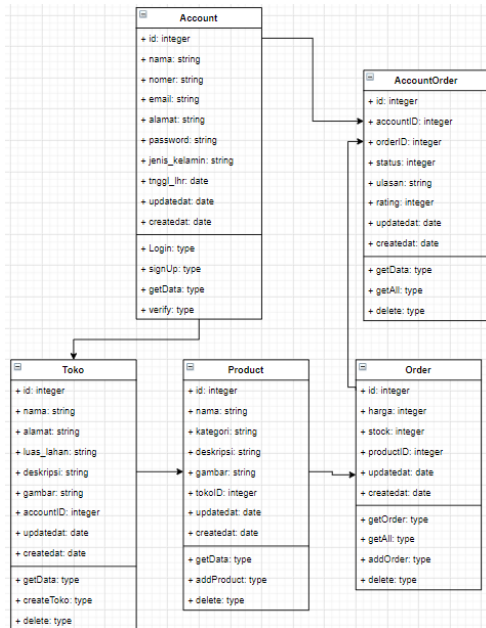 Account
+ id: integer
+ nama: string
+ nomer: string
+ email: string
+ alamat: string
+ password: string
+ jenis_kelamin: string
+ tnggl_lhr: date
+ updatedat: date
+ createdat: date
+ Login: type
+ signUp: type
+ getData: type
+ verify: type
AccountOrder
+ id: integer
+ accountID: integer
+ orderID: integer
+ status: integer
+ ulasan: string
+ rating: integer
+ updatedat: date
+ createdat: date
+ getData: type
+ getAll: type
+ delete: type
Toko
+ id: integer
+ nama: string
+ alamat: string
+ luas_lahan: string
+ deskripsi: string
+ gambar: string
+ accountID: integer
+ updatedat: date
+ createdat: date
+ getData: type
+ createToko: type
+ delete: type
Product
+ id: integer
+ nama: string
+ kategori: string
+ deskripsi: string
+ gambar: string
+ tokoID: integer
+ updatedat: date
+ createdat: date
+ getData: type
+ addProduct: type
+ delete: type
Order
+ id: integer
+ harga: integer
+ stock: integer
+ productID: integer
+ updatedat: date
+ createdat: date
+ getOrder: type
+ getAll: type
+ addOrder: type
+ delete: type